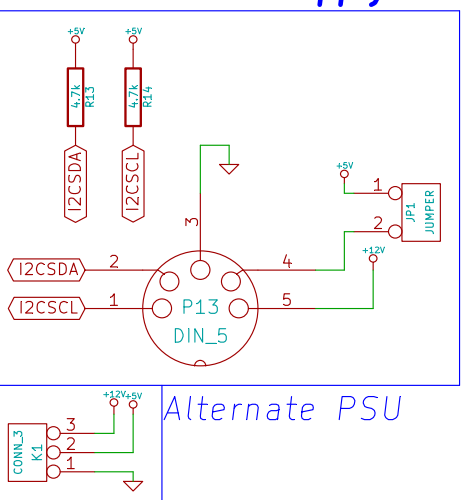 +5V
+5V
4.7k
R13
4.7k
R14
I2CSDA
I2CSCL
3
+5V
1
2
JP1
JUMPER
+12V
I2CSDA
2
4
I2CSCL
1
5
P13
DIN_5
Alternate PSU
+12V
+5V
CONN_3
K1
3
2
1